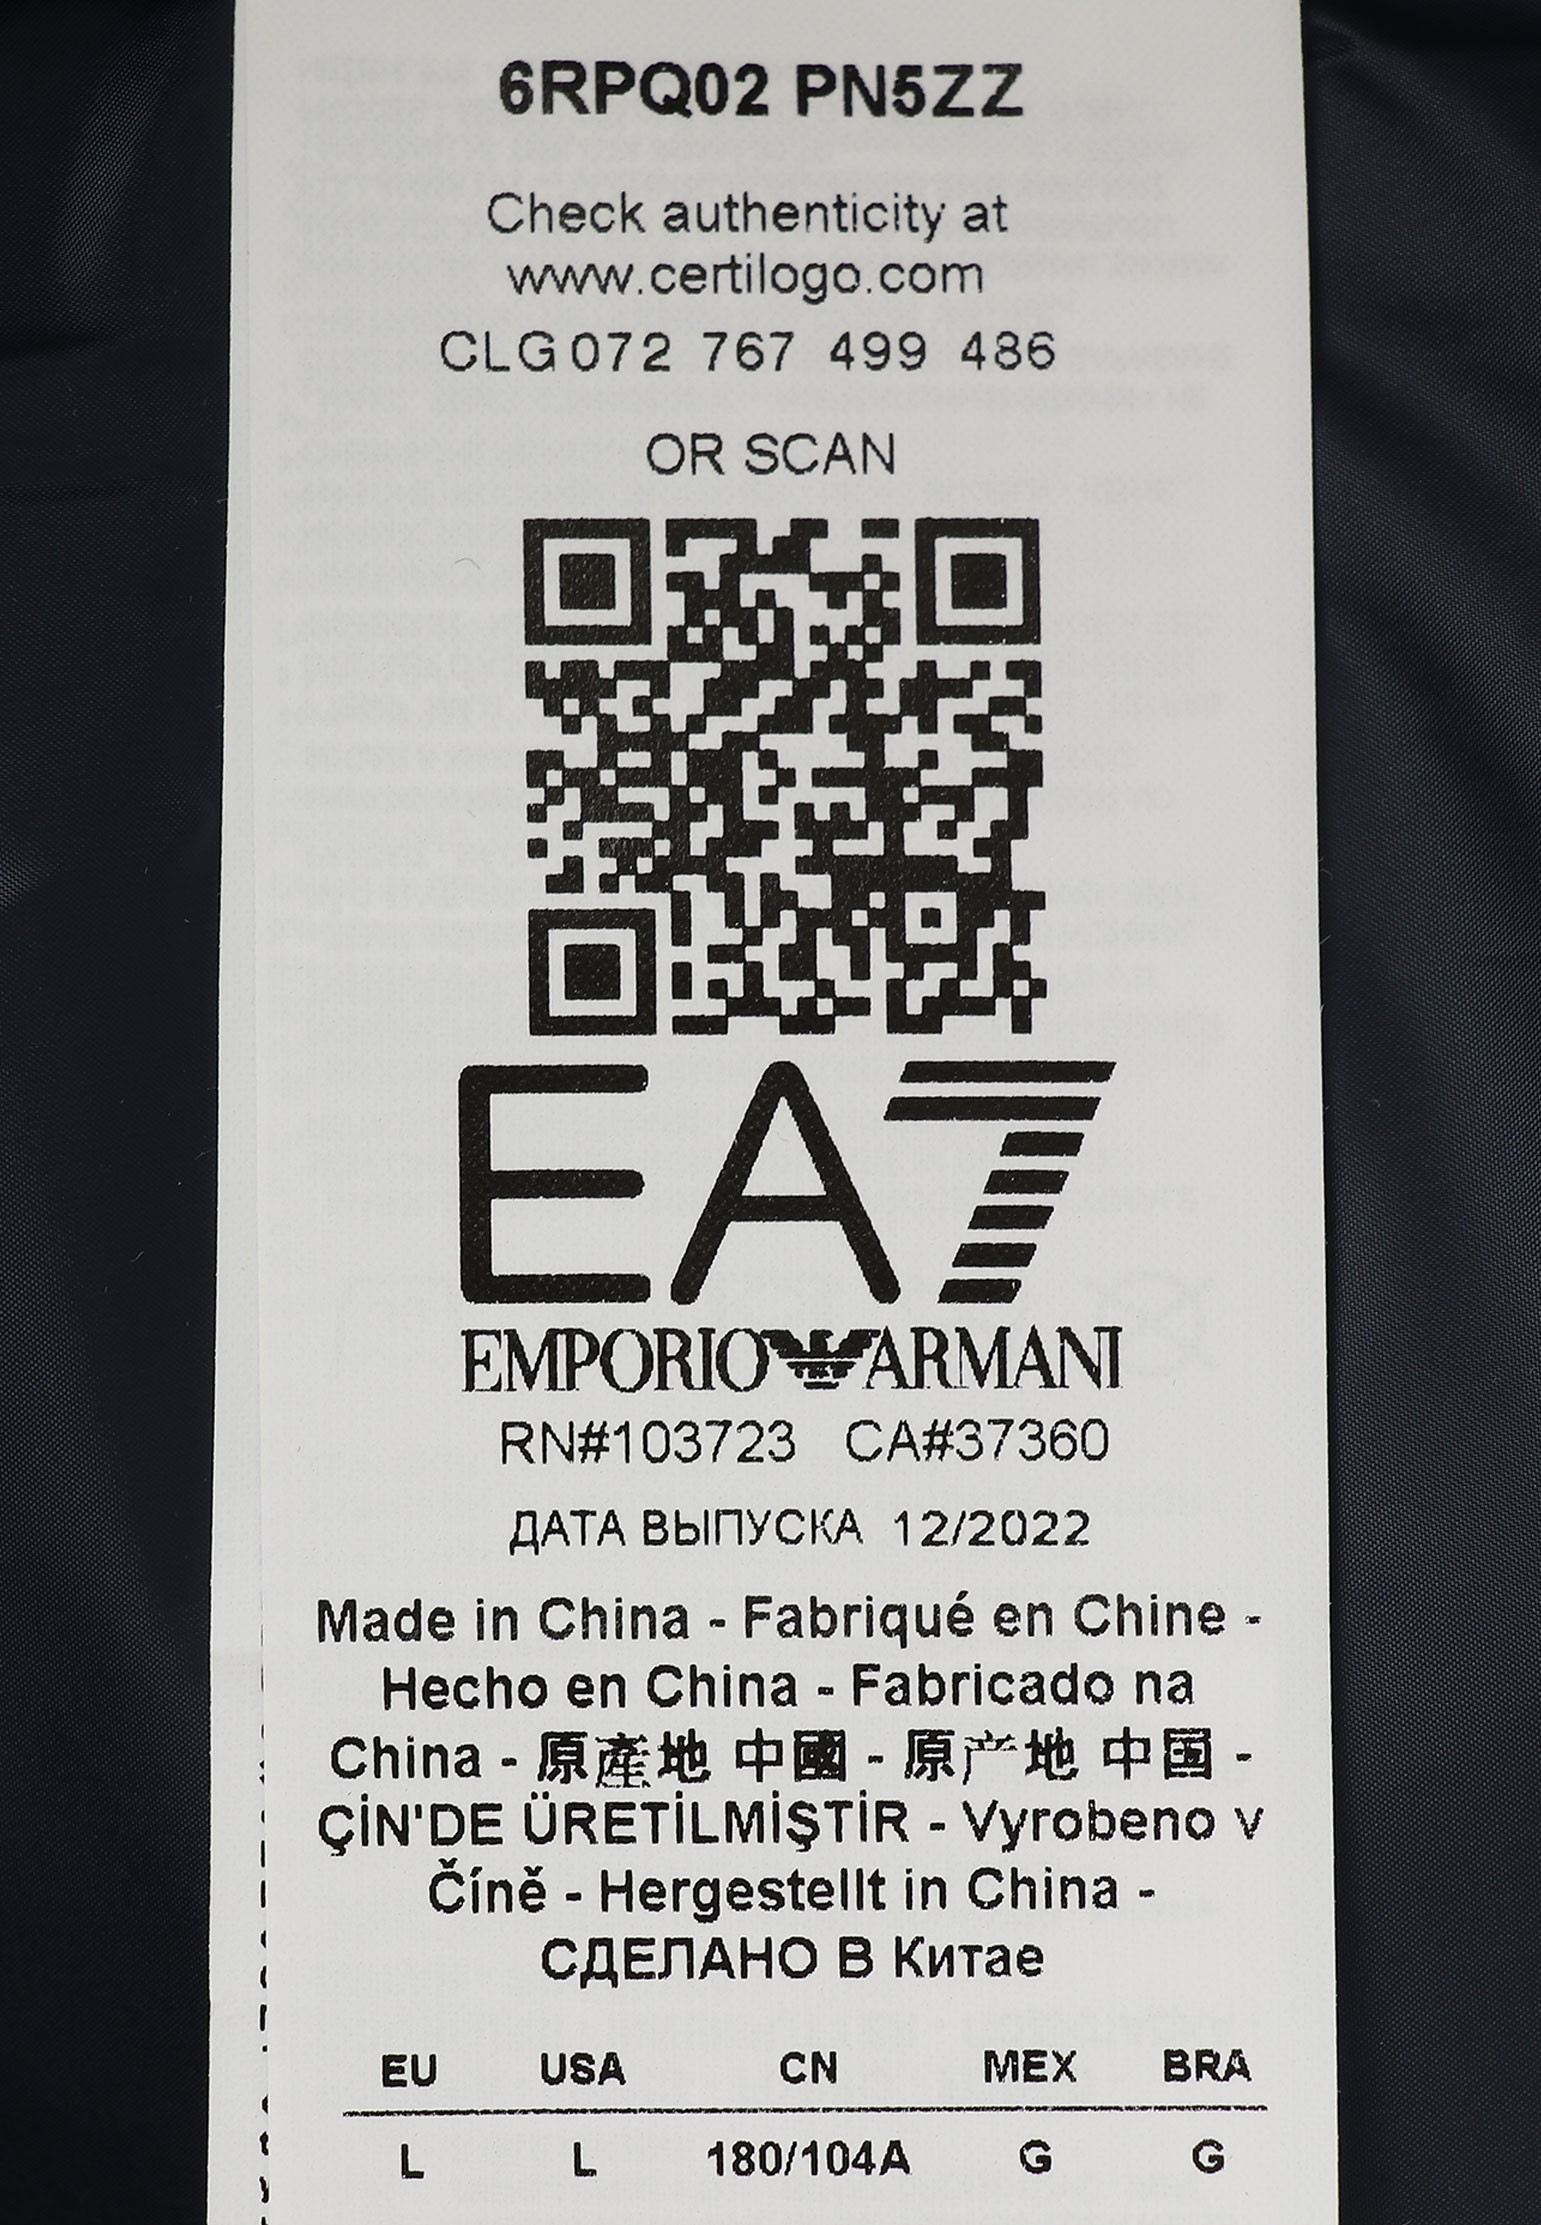 6RPQ02 PN5ZZ
Check authenticity at
www.certilogo.com
CLG072 767 499 486
OR SCAN
EA7
EMPORIO ARMANI
RN#103723 CA#37360
ДАТА ВЫПУСКА 12/2022
Made in China - Fabriqué en Chine -
Hecho en China - Fabricado na
China - 原產地 中國 - 原产地 中国 -
ÇİN'DE ÜRETİLMİŞTİR - Vyrobeno v
Číně - Hergestellt in China -
СДЕЛАНО В Китае
EU USA CN MEX BRA
L L 180/104A G G